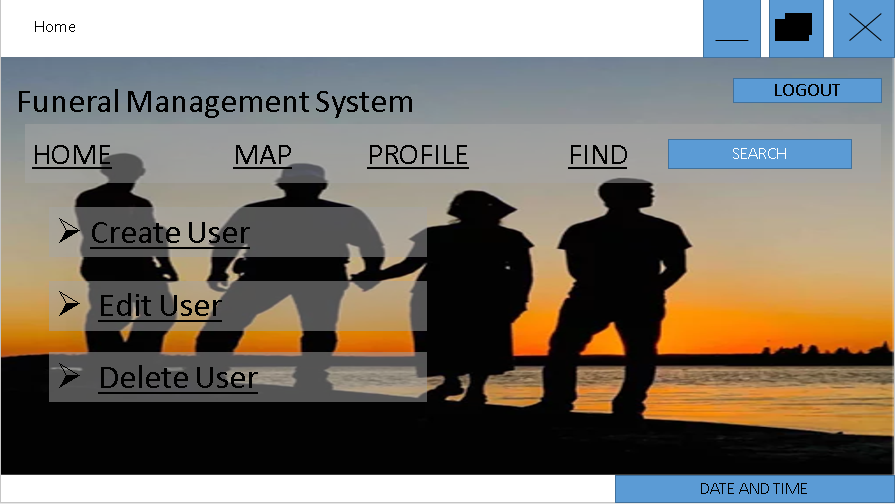 Home
Funeral Management System
LOGOUT
HOME MAP PROFILE FIND SEARCH
Create User
Edit User
Delete User
DATE AND TIME